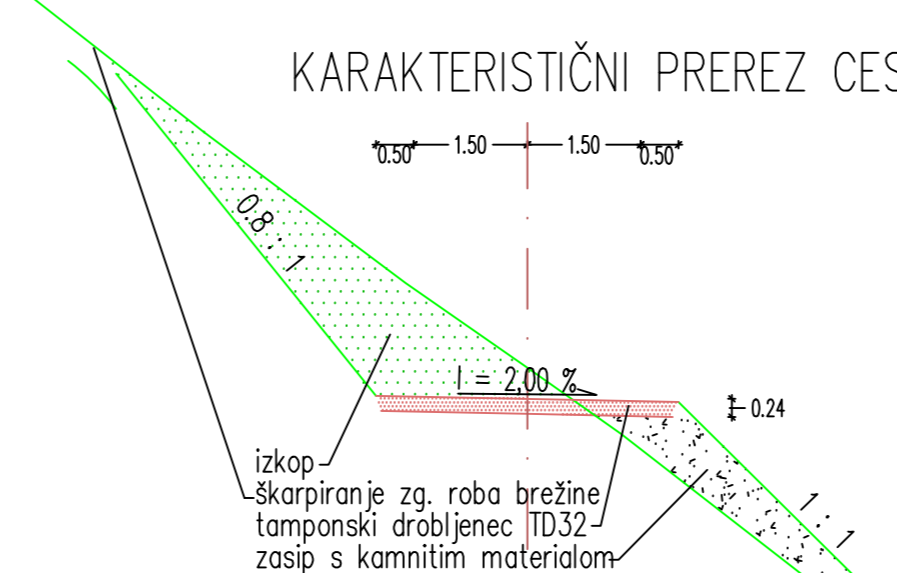 KARAKTERISTIČNI PREREZ CES
0.50 1.50 1.50 0.50
0.8 : 1
I = 2,00 %
0.24
izkop
škarpiranje zg. roba brežine
tamponski drobljenec TD32
zasip s kamnitim materialom
1 : 1